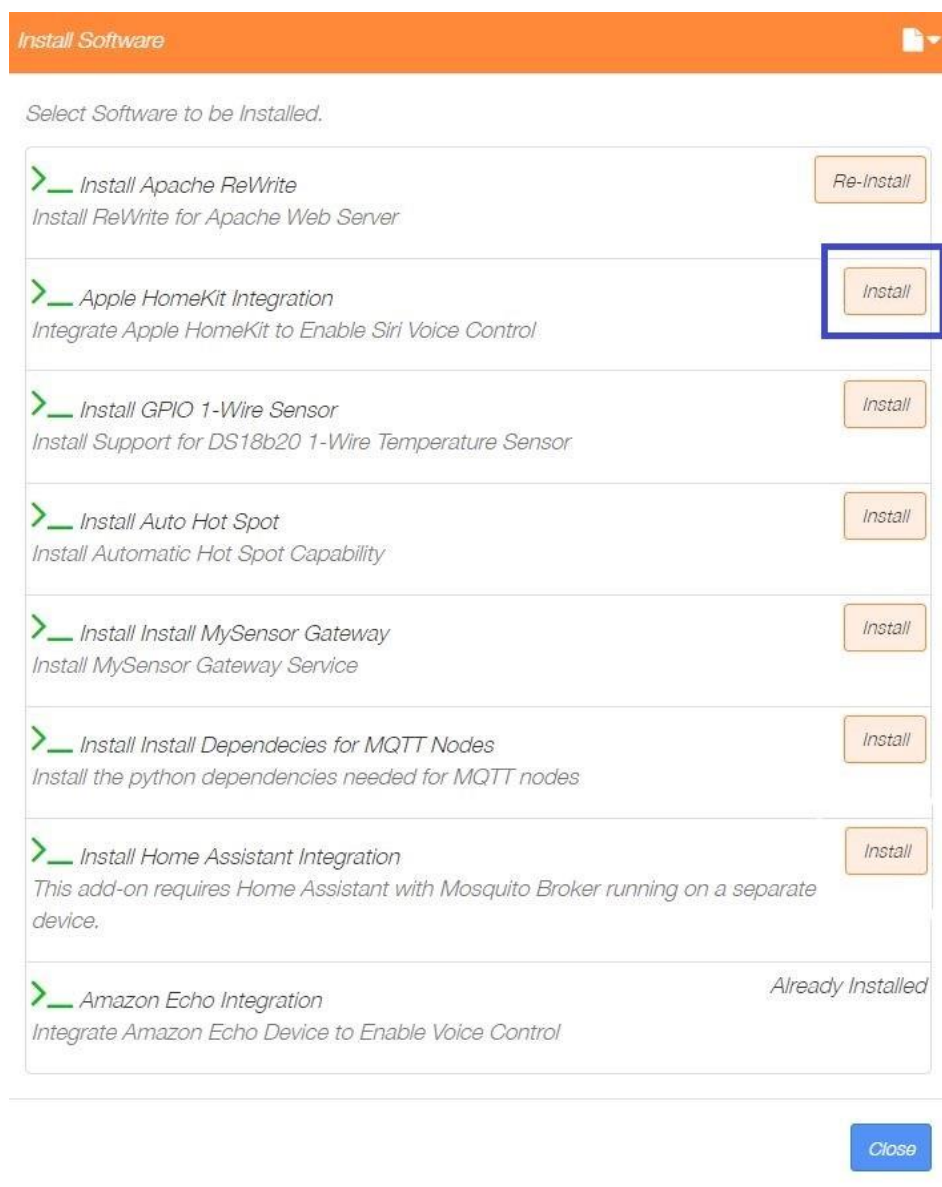 Install Software
Select Software to be Installed.
Install Apache ReWrite
Re-Install
Install ReWrite for Apache Web Server
Apple HomeKit Integration
Install
Integrate Apple HomeKit to Enable Siri Voice Control
Install GPIO 1-Wire Sensor
Install
Install Support for DS18b20 1-Wire Temperature Sensor
Install Auto Hot Spot
Install
Install Automatic Hot Spot Capability
Install Install MySensor Gateway
Install
Install MySensor Gateway Service
Install Install Dependecies for MQTT Nodes
Install
Install the python dependencies needed for MQTT nodes
Install Home Assistant Integration
Install
This add-on requires Home Assistant with Mosquito Broker running on a separate
device.
Amazon Echo Integration
Already Installed
Integrate Amazon Echo Device to Enable Voice Control
Close